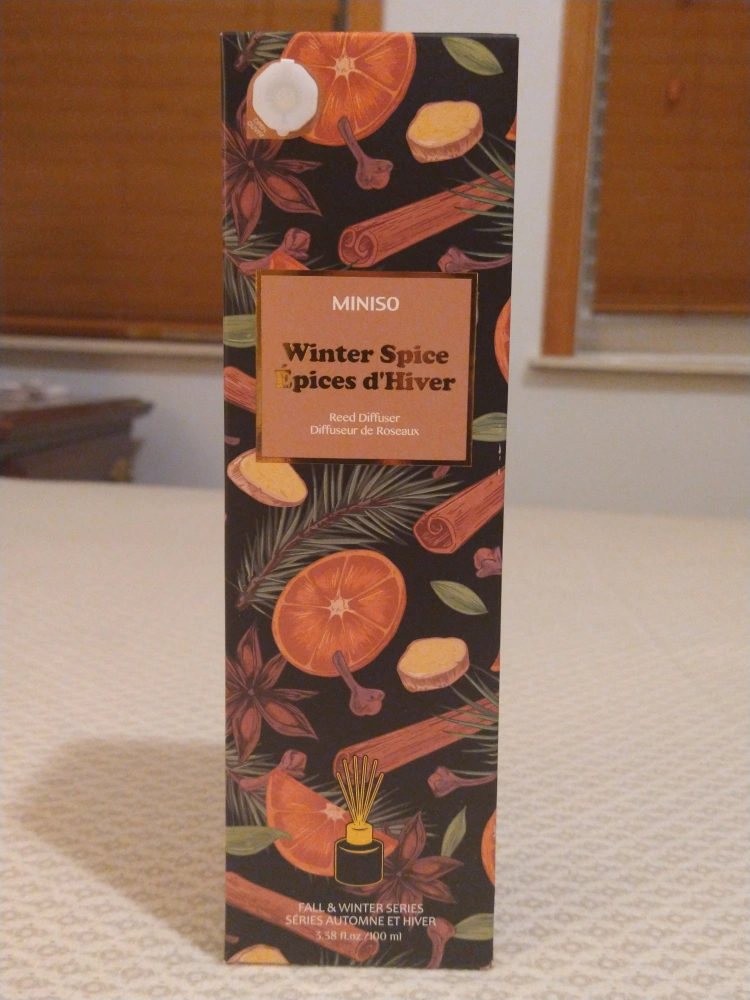 MINISO
Winter Spice
Épices d'Hiver
Reed Diffuser
Diffuseur de Roseaux
FALL & WINTER SERIES
SÉRIES AUTOMNE ET HIVER
3.38 fl.oz./100 ml